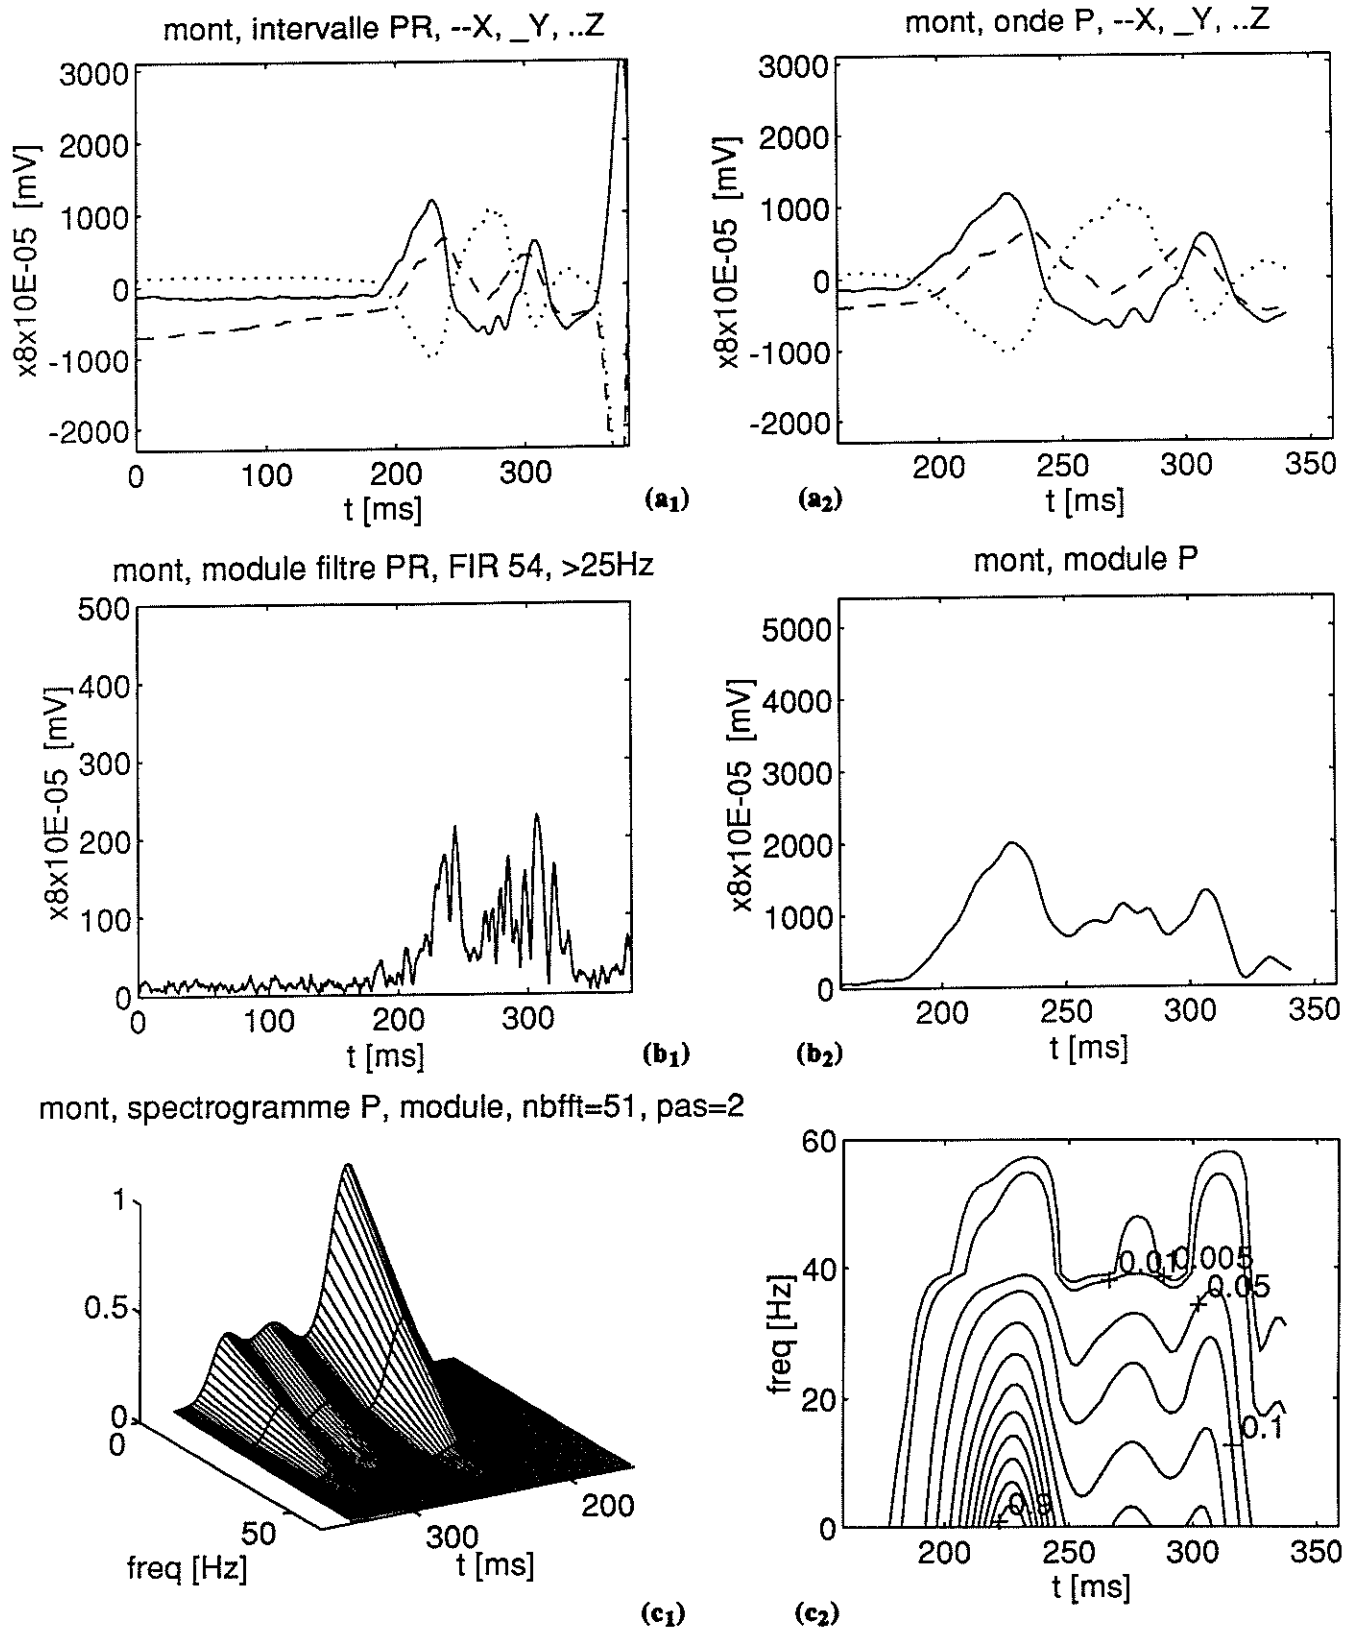 mont, intervalle PR, --X, _Y, ..Z
3000
2000
1000
0
-1000
-2000
x8x10E-05 [mV]
0
100
200
300
t [ms]
(a1)
mont, onde P, --X, _Y, ..Z
3000
2000
1000
0
-1000
-2000
x8x10E-05 [mV]
200
250
300
350
t [ms]
(a2)
mont, module filtre PR, FIR 54, >25Hz
500
400
300
200
100
0
x8x10E-05 [mV]
0
100
200
300
t [ms]
(b1)
mont, module P
5000
4000
3000
2000
1000
0
x8x10E-05 [mV]
200
250
300
350
t [ms]
(b2)
mont, spectrogramme P, module, nbfft=51, pas=2
1
0.5
0
0
50
freq [Hz]
300
200
t [ms]
(c1)
60
40
20
0
freq [Hz]
0.01
0.005
0.05
0.1
0.9
200
250
300
350
t [ms]
(c2)